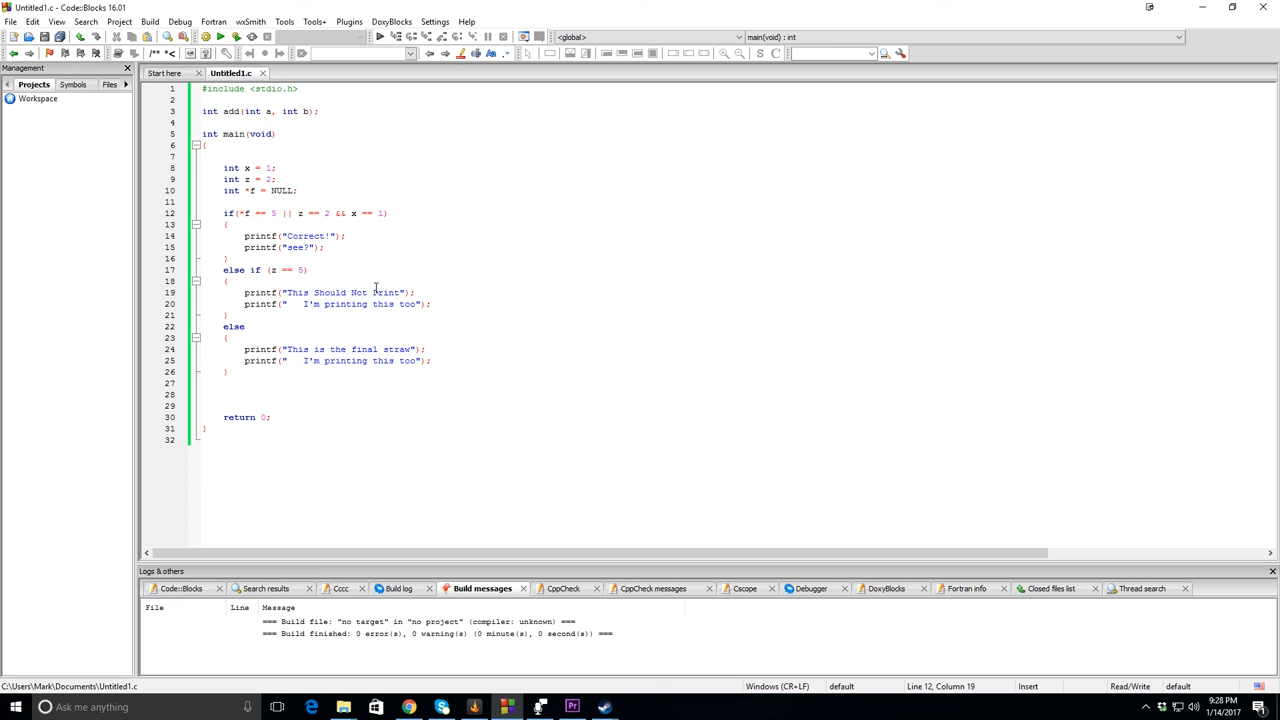 Untitled1.c - Code::Blocks 16.01
File Edit View Search Project Build Debug Fortran wxSmith Tools Tools+ Plugins DoxyBlocks Settings Help
<global> main(void) : int
/** *<
Management
Start here Untitled1.c
Projects Symbols Files
Workspace
1 #include <stdio.h>
2
3 int add(int a, int b);
4
5 int main(void)
6 {
7
8 int x = 1;
9 int z = 2;
10 int *f = NULL;
11
12 if(*f == 5 || z == 2 && x == 1)
13 {
14 printf("Correct!");
15 printf("see?");
16 }
17 else if (z == 5)
18 {
19 printf("This Should Not Print");
20 printf("   I'm printing this too");
21 }
22 else
23 {
24 printf("This is the final straw");
25 printf("   I'm printing this too");
26 }
27
28
29
30 return 0;
31 }
32
Logs & others
Code::Blocks Search results Cccc Build log Build messages CppCheck CppCheck messages Cscope Debugger DoxyBlocks Fortran info Closed files list Thread search
File Line Message
=== Build file: "no target" in "no project" (compiler: unknown) ===
=== Build finished: 0 error(s), 0 warning(s) (0 minute(s), 0 second(s)) ===
C:\Users\Mark\Documents\Untitled1.c Windows (CR+LF) default Line 12, Column 19 Insert Read/Write default
Ask me anything
9:28 PM
1/14/2017